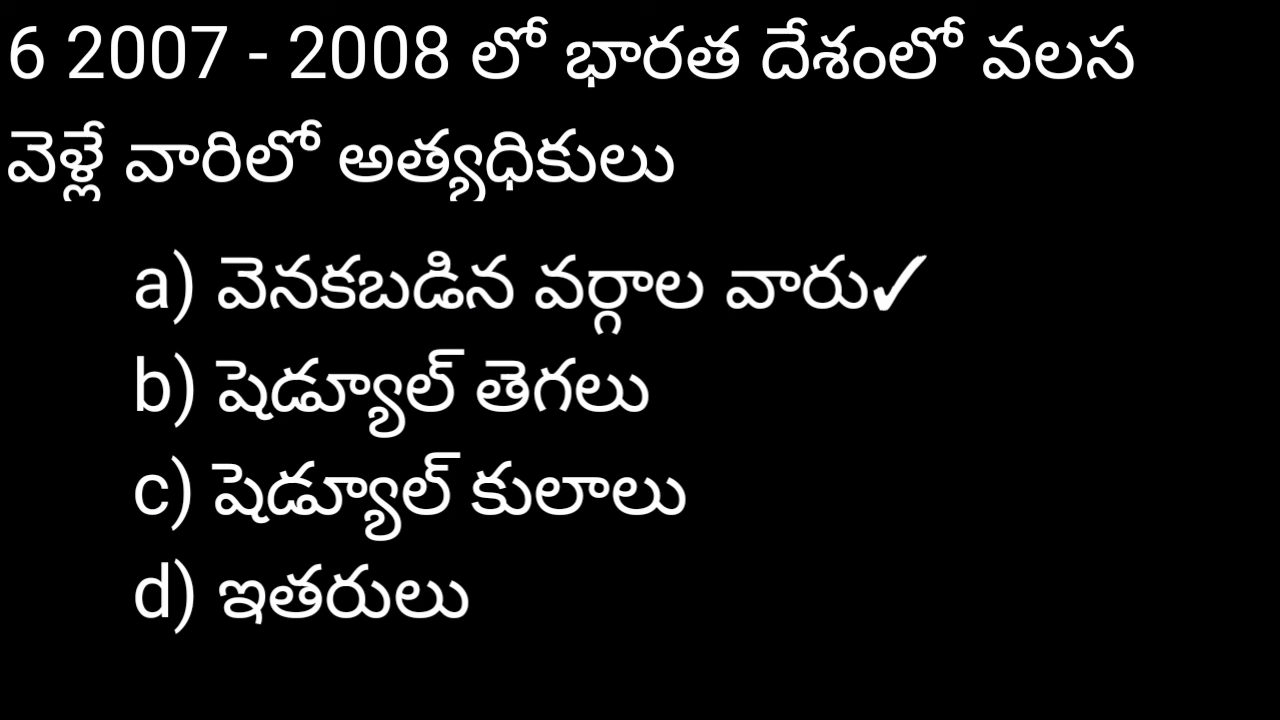 6 2007 - 2008 లో భారత దేశంలో వలస
వెళ్లే వారిలో అత్యధికులు
a) వెనకబడిన వర్గాల వారు✓
b) షెడ్యూల్ తెగలు
c) షెడ్యూల్ కులాలు
d) ఇతరులు